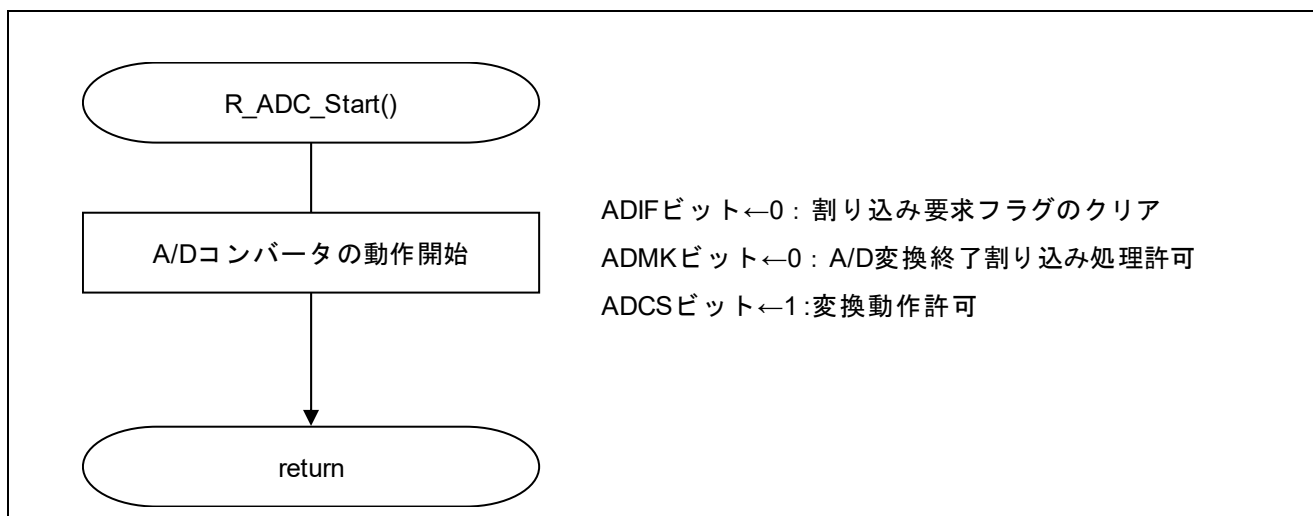 R_ADC_Start()
A/Dコンバータの動作開始
ADIFビット←0：割り込み要求フラグのクリア
ADMKビット←0：A/D変換終了割り込み処理許可
ADCSビット←1:変換動作許可
return